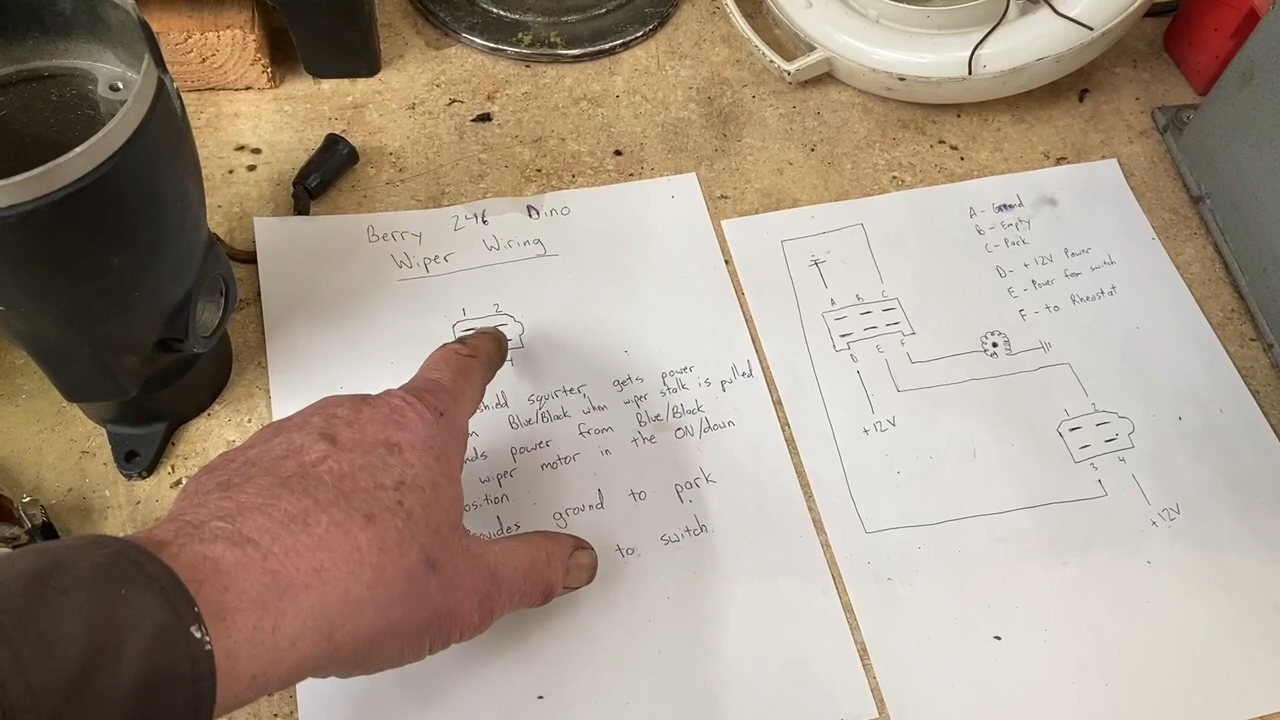 Berry 246 Dino
Wiper Wiring
1 2
squirter, gets power
Blue/Black when wiper stalk is pulled
power from Blue/Black
wiper motor in the ON/down
ground to park
to switch.
A - Ground
B - Empty
C - Park
D - +12V Power
E - Power from switch
F - to Rheostat
A B C
D E F
+12V
1 2
3 4
+12V